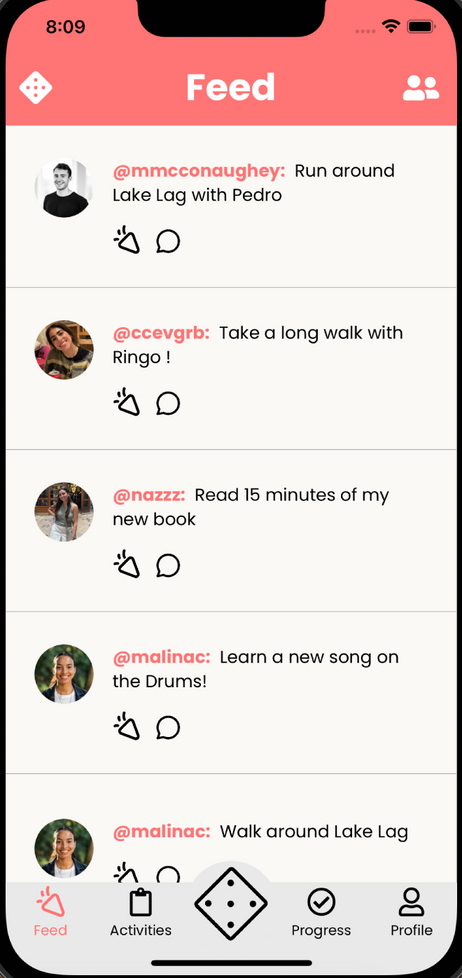 8:09
Feed
@mmcconaughey: Run around
Lake Lag with Pedro
@ccevgrb: Take a long walk with
Ringo !
@nazzz: Read 15 minutes of my
new book
@malinac: Learn a new song on
the Drums!
@malinac: Walk around Lake Lag
Feed Activities Progress Profile